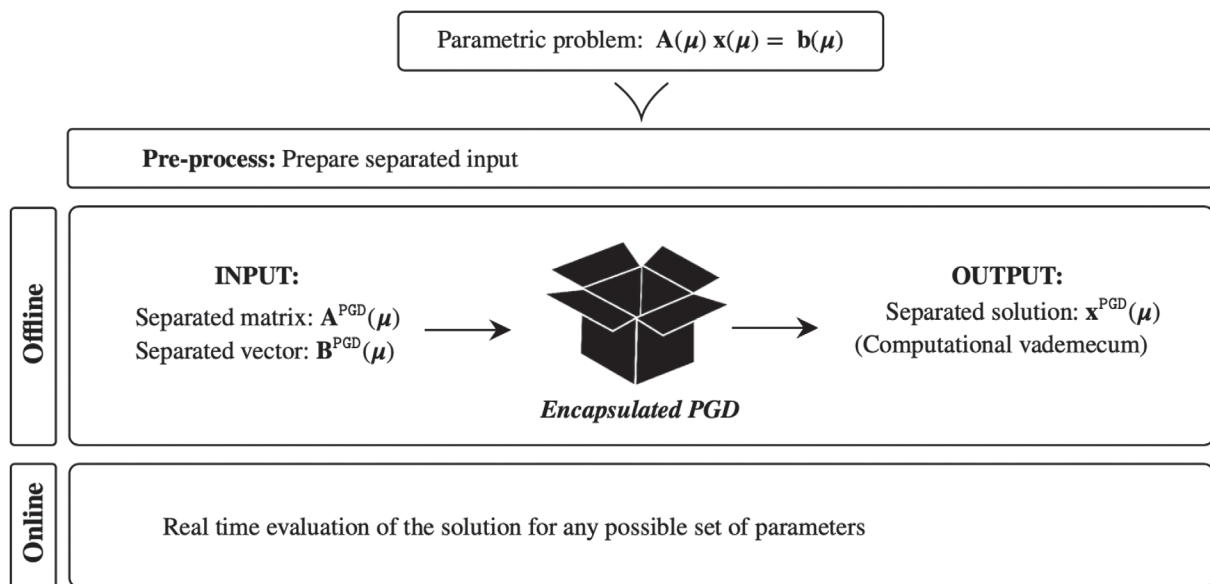 Parametric problem: A(μ) x(μ) = b(μ)
Pre-process: Prepare separated input
Offline
INPUT:
Separated matrix: A^PGD(μ)
Separated vector: B^PGD(μ)
Encapsulated PGD
OUTPUT:
Separated solution: x^PGD(μ)
(Computational vademecum)
Online
Real time evaluation of the solution for any possible set of parameters